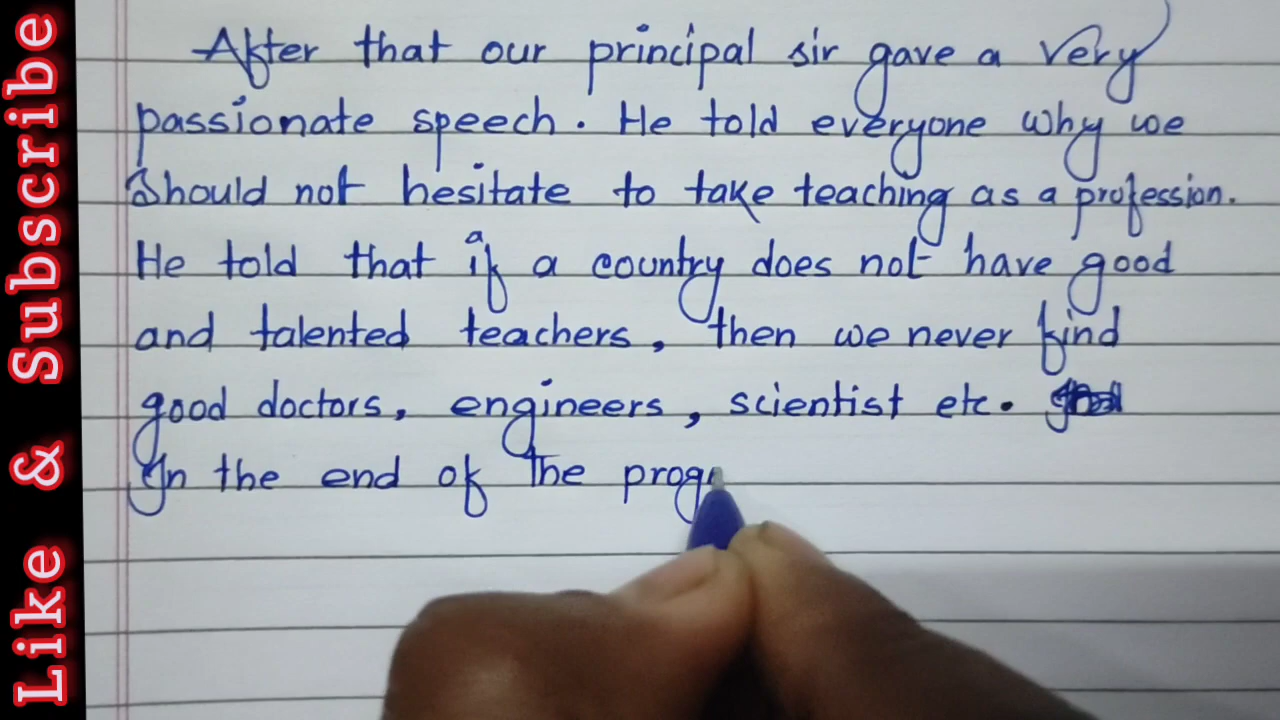 Like & Subscribe
After that our principal sir gave a very
passionate speech. He told everyone why we
should not hesitate to take teaching as a profession.
He told that if a country does not have good
and talented teachers, then we never find
good doctors, engineers, scientist etc.
In the end of the prog